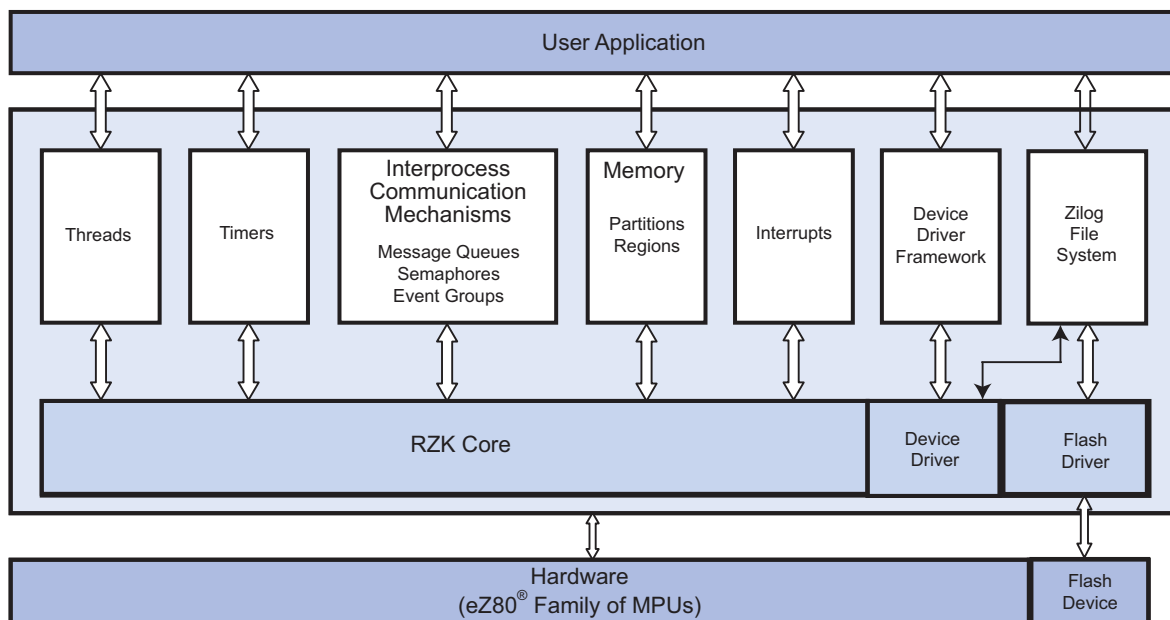 User Application
Threads
Timers
Interprocess
Communication
Mechanisms
Message Queues
Semaphores
Event Groups
Memory
Partitions
Regions
Interrupts
Device
Driver
Framework
Zilog
File
System
RZK Core
Device
Driver
Flash
Driver
Hardware
(eZ80® Family of MPUs)
Flash
Device